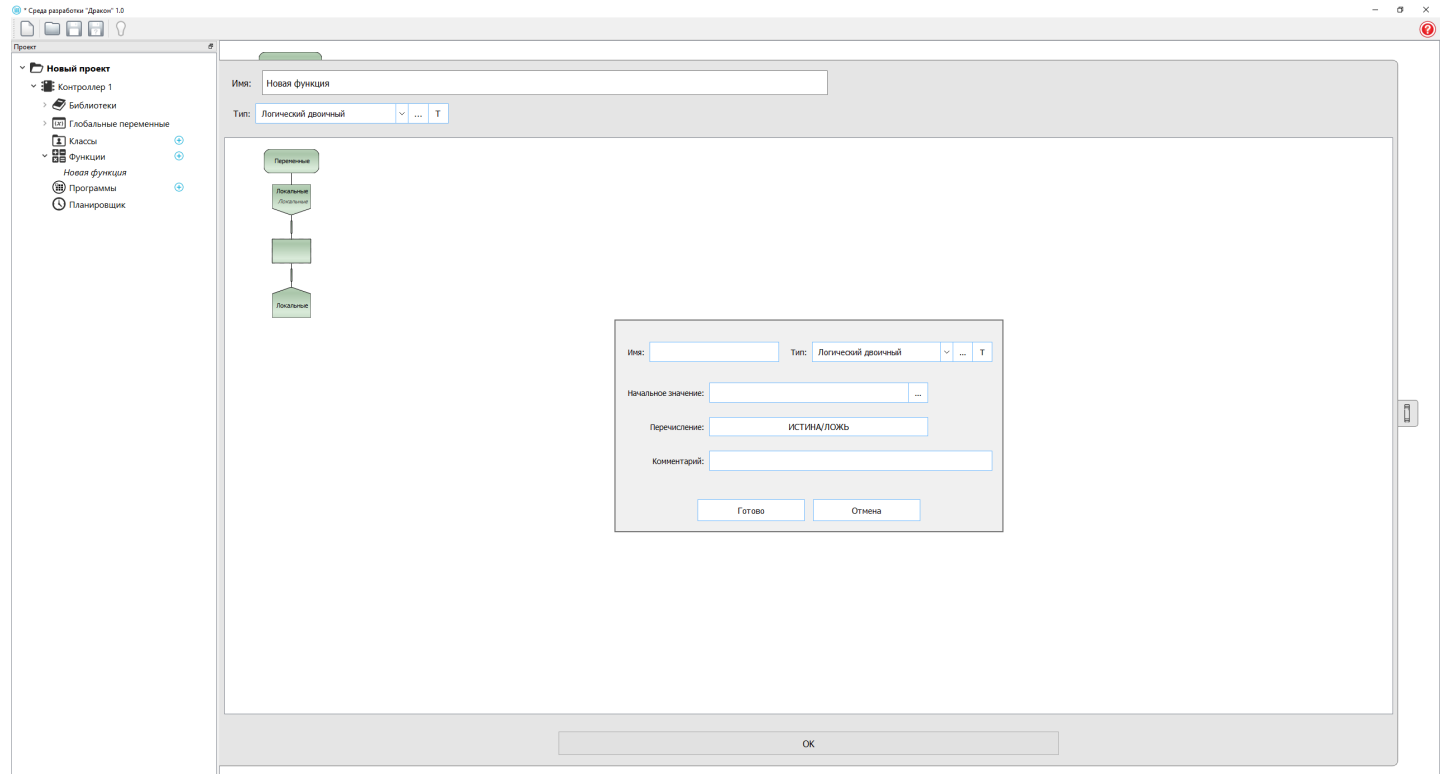 * Среда разработки "Дракон" 1.0
Проект
Новый проект
Контроллер 1
Библиотеки
(x) Глобальные переменные
Классы
Функции
Новая функция
Программы
Планировщик
Имя: Новая функция
Тип: Логический двоичный ... T
Переменные
Локальные
Локальные
Локальные
Имя: Тип: Логический двоичный ... T
Начальное значение: ...
Перечисление: ИСТИНА/ЛОЖЬ
Комментарий:
Готово Отмена
OK